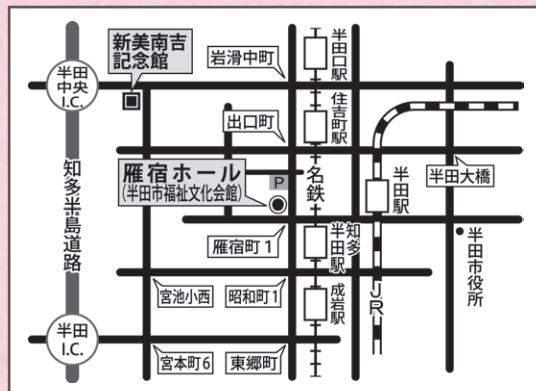 新美南吉
記念館
岩滑中町
半田口駅
半田
中央
I.C.
住吉町駅
出口町
雁宿ホール
(半田市福祉文化会館)
P
名鉄
半田駅
半田大橋
知多半島道路
雁宿町1
知多
半田駅
半田市役所
宮池小西
昭和町1
成岩駅
JR
半田
I.C.
宮本町6
東郷町